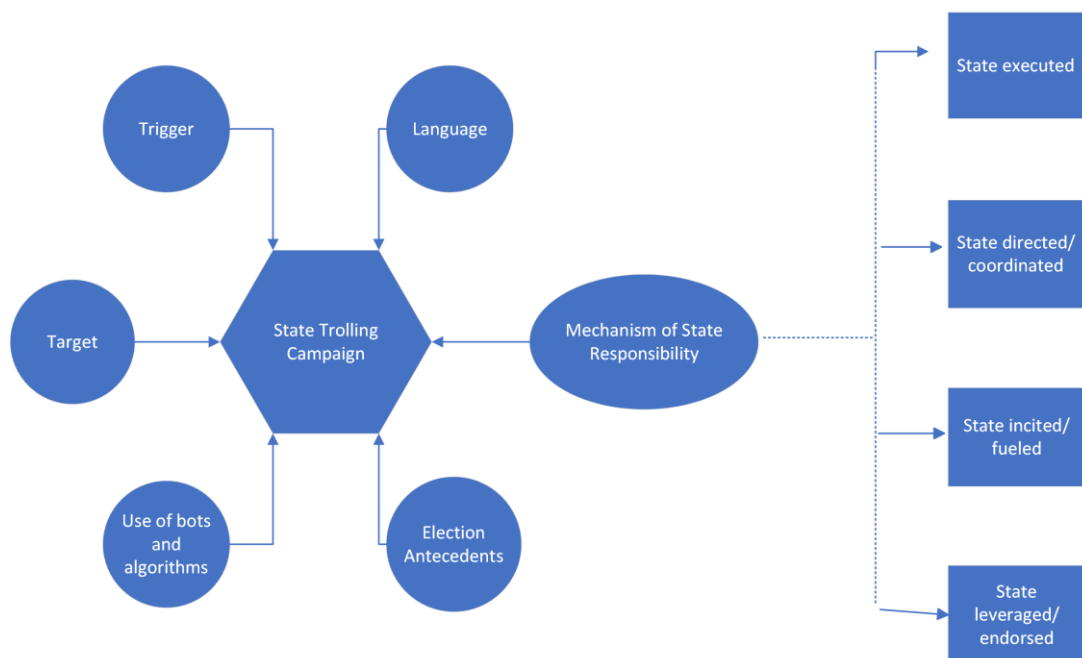 State executed
Trigger
Language
State directed/
coordinated
Target
State Trolling
Campaign
Mechanism of State
Responsibility
State incited/
fueled
Use of bots
and
algorithms
Election
Antecedents
State
leveraged/
endorsed